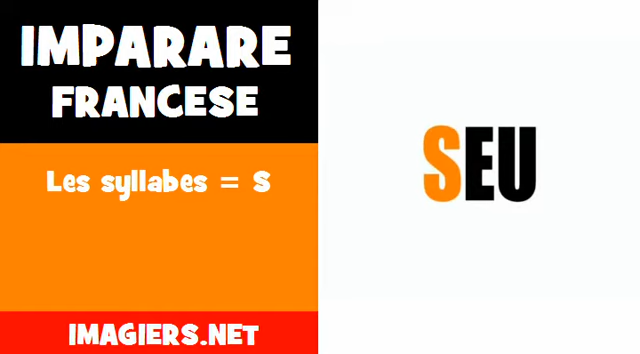 IMPARARE
FRANCESE
Les syllabes = S
IMAGIERS.NET
SEU